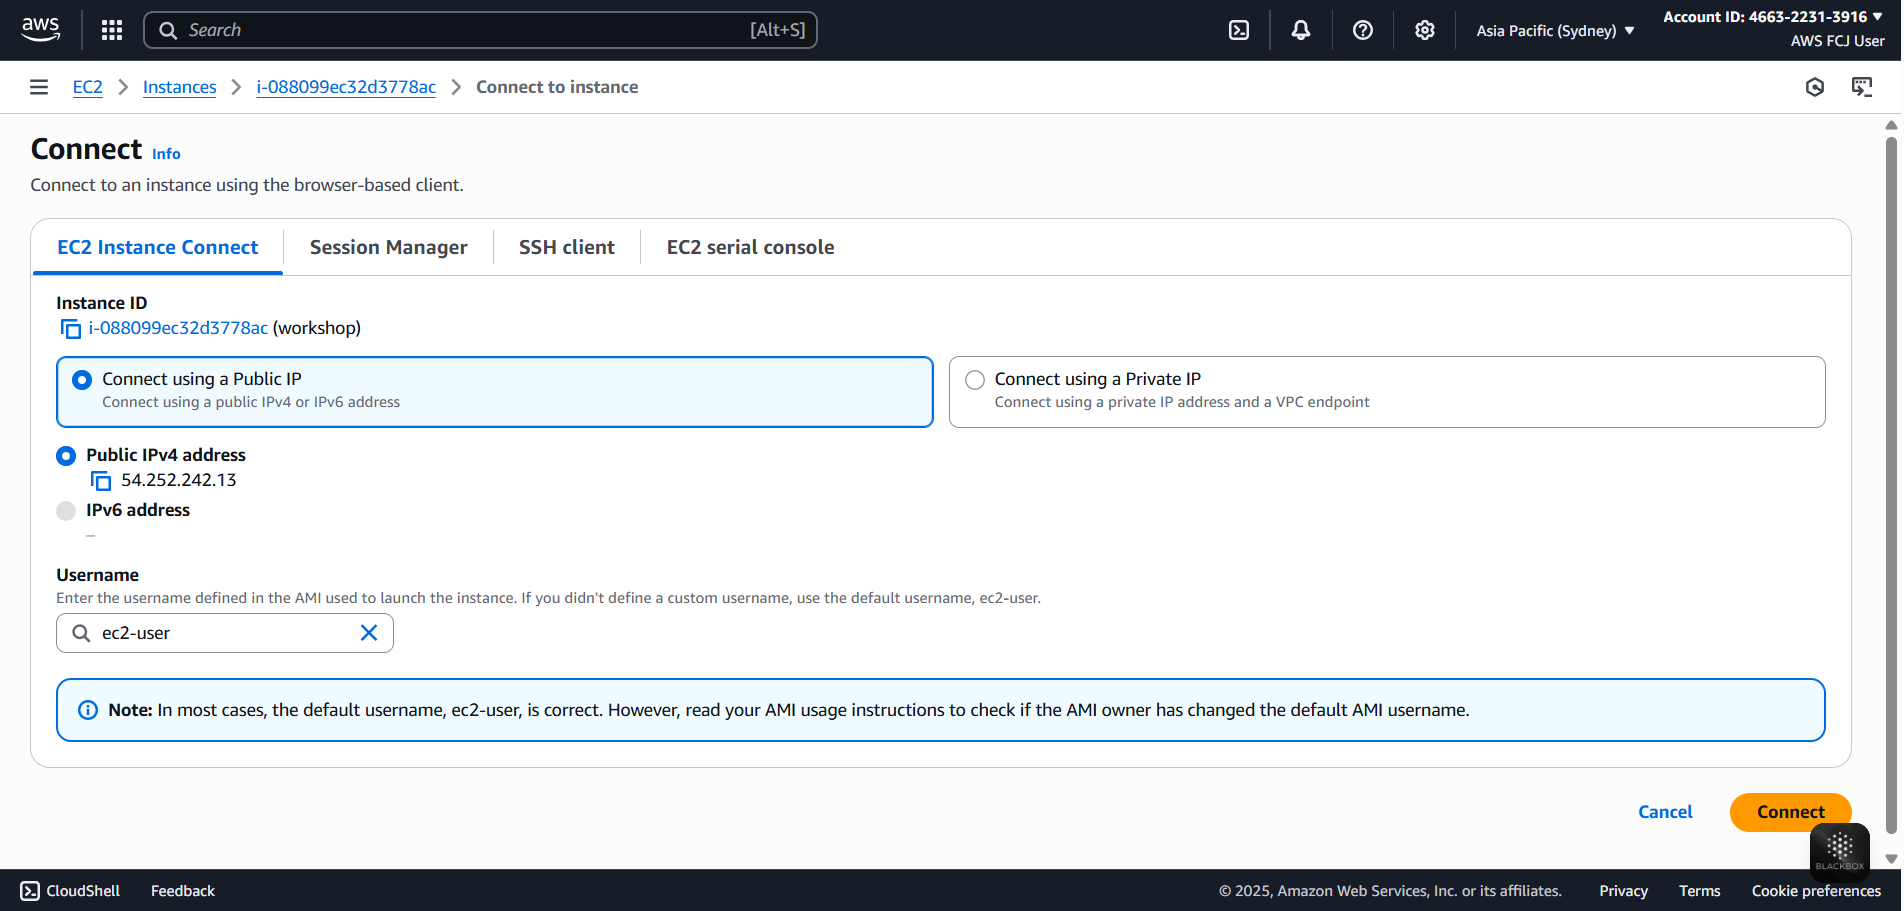 aws
Search [Alt+S]
Asia Pacific (Sydney)
Account ID: 4663-2231-3916
AWS FCJ User
EC2 Instances i-088099ec32d3778ac Connect to instance
Connect Info
Connect to an instance using the browser-based client.
EC2 Instance Connect Session Manager SSH client EC2 serial console
Instance ID
i-088099ec32d3778ac (workshop)
Connect using a Public IP
Connect using a public IPv4 or IPv6 address
Connect using a Private IP
Connect using a private IP address and a VPC endpoint
Public IPv4 address
54.252.242.13
IPv6 address
–
Username
Enter the username defined in the AMI used to launch the instance. If you didn't define a custom username, use the default username, ec2-user.
ec2-user
Note: In most cases, the default username, ec2-user, is correct. However, read your AMI usage instructions to check if the AMI owner has changed the default AMI username.
Cancel Connect
BLACKBOX
CloudShell Feedback © 2025, Amazon Web Services, Inc. or its affiliates. Privacy Terms Cookie preferences